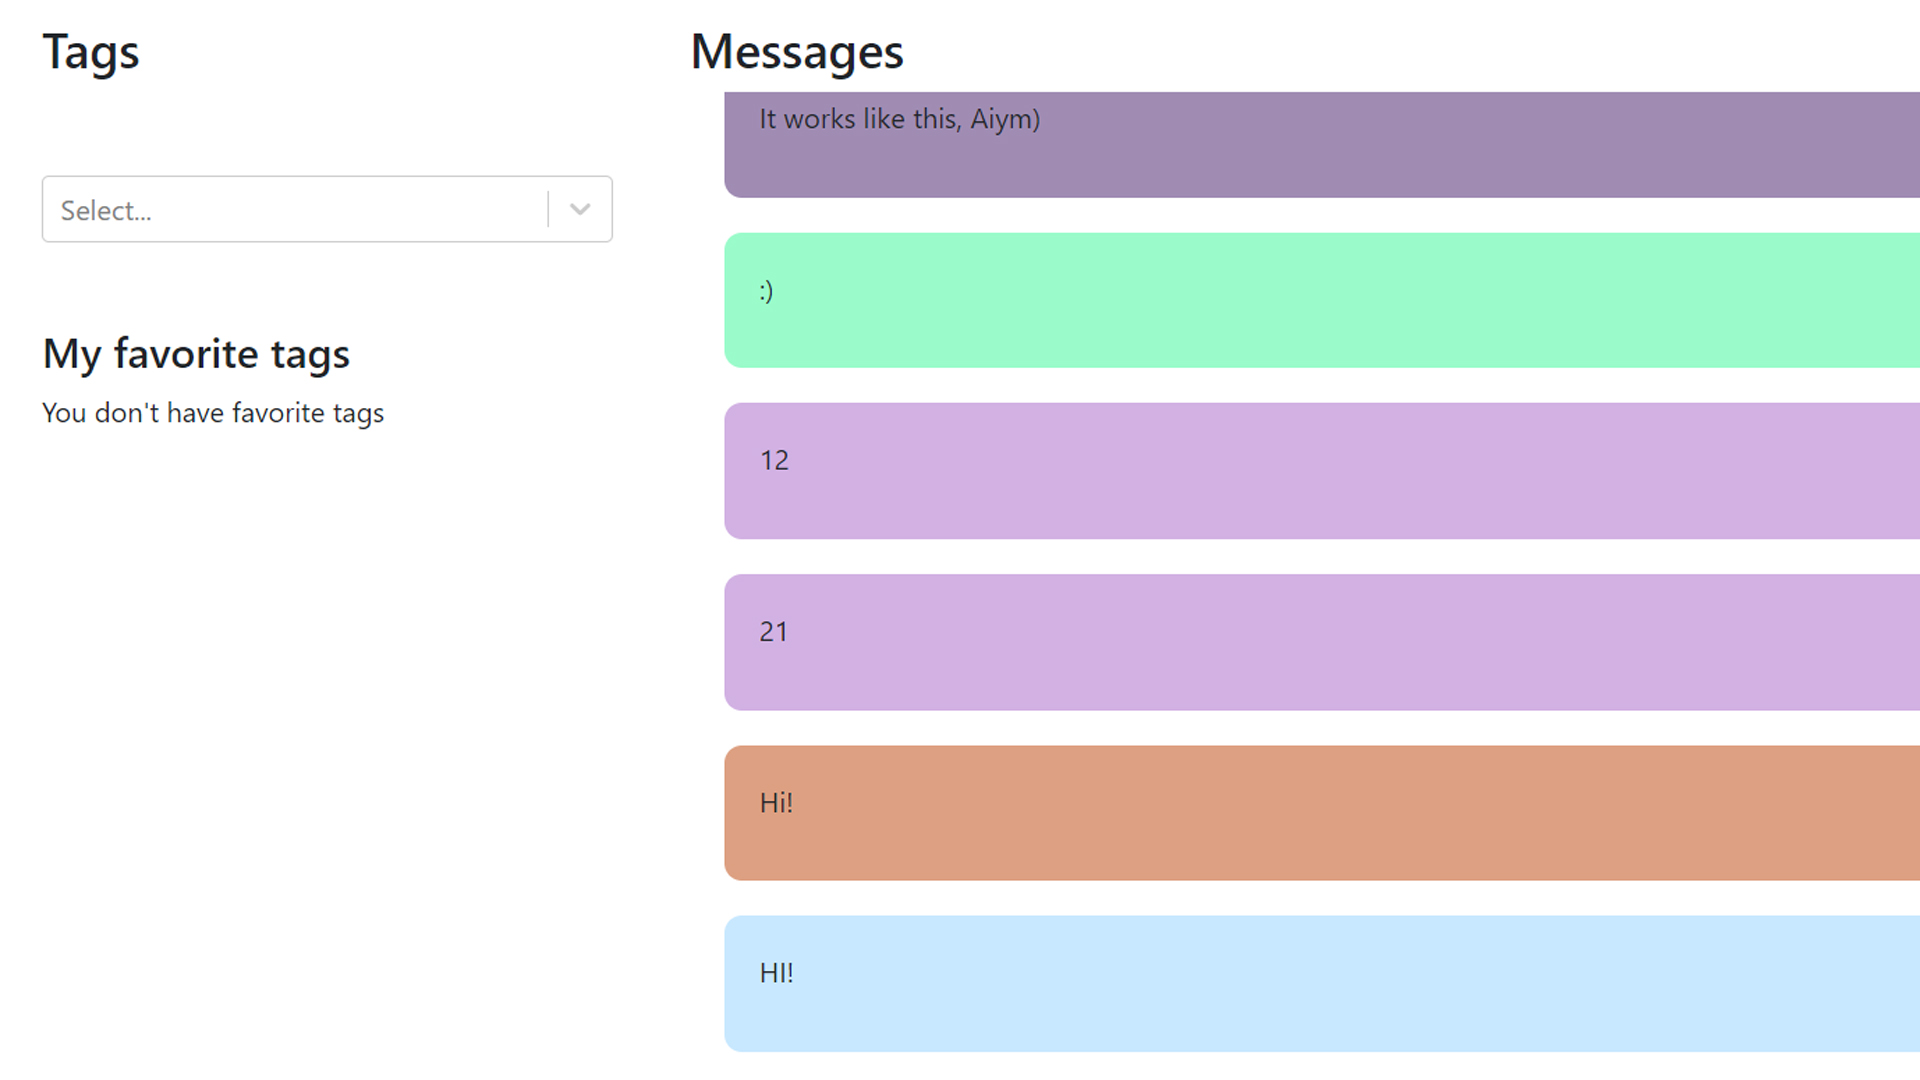 Tags
Select...
My favorite tags
You don't have favorite tags
Messages
It works like this, Aiym)
:)
12
21
Hi!
HI!